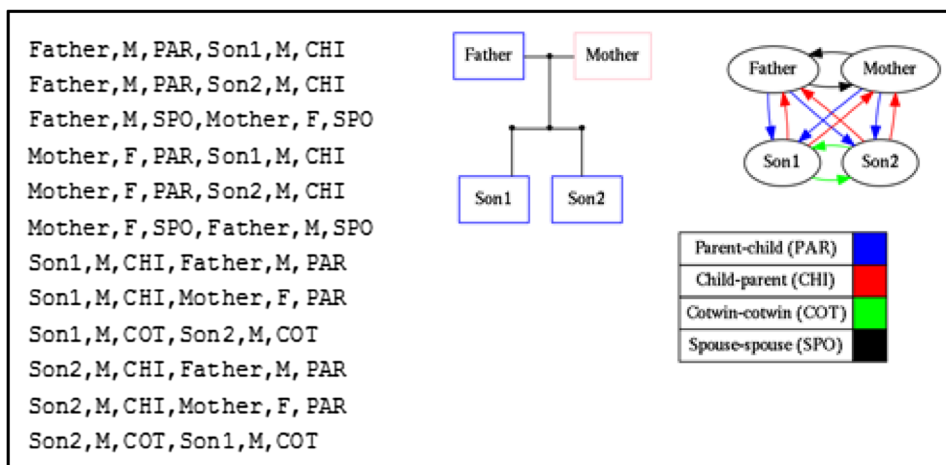 Father,M,PAR,Son1,M,CHI
Father,M,PAR,Son2,M,CHI
Father,M,SPO,Mother,F,SPO
Mother,F,PAR,Son1,M,CHI
Mother,F,PAR,Son2,M,CHI
Mother,F,SPO,Father,M,SPO
Son1,M,CHI,Father,M,PAR
Son1,M,CHI,Mother,F,PAR
Son1,M,COT,Son2,M,COT
Son2,M,CHI,Father,M,PAR
Son2,M,CHI,Mother,F,PAR
Son2,M,COT,Son1,M,COT
Father Mother
Son1 Son2
Father Mother
Son1 Son2
Parent-child (PAR)
Child-parent (CHI)
Cotwin-cotwin (COT)
Spouse-spouse (SPO)